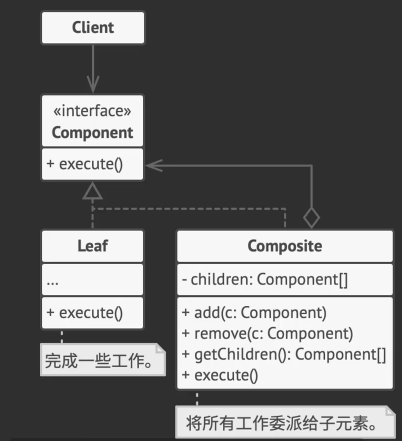 Client
«interface»
Component
+ execute()
Leaf
...
+ execute()
完成一些工作。
Composite
- children: Component[]
+ add(c: Component)
+ remove(c: Component)
+ getChildren(): Component[]
+ execute()
将所有工作委派给子元素。